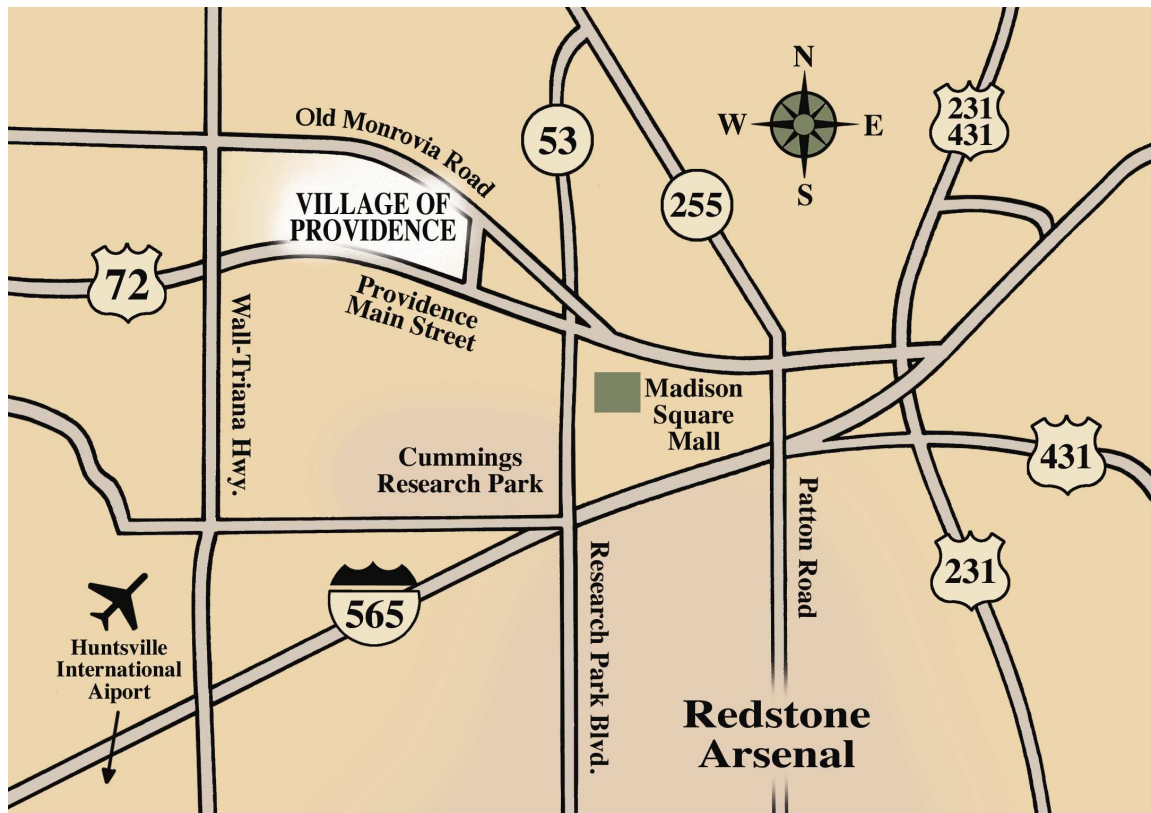 N
W
E
S
231
431
53
Old Monrovia Road
255
VILLAGE OF
PROVIDENCE
72
Providence
Main Street
Wall-Triana Hwy.
Madison
Square
Mall
Cummings
Research Park
431
Patton Road
231
565
Research Park Blvd.
Huntsville
International
Aiport
Redstone
Arsenal